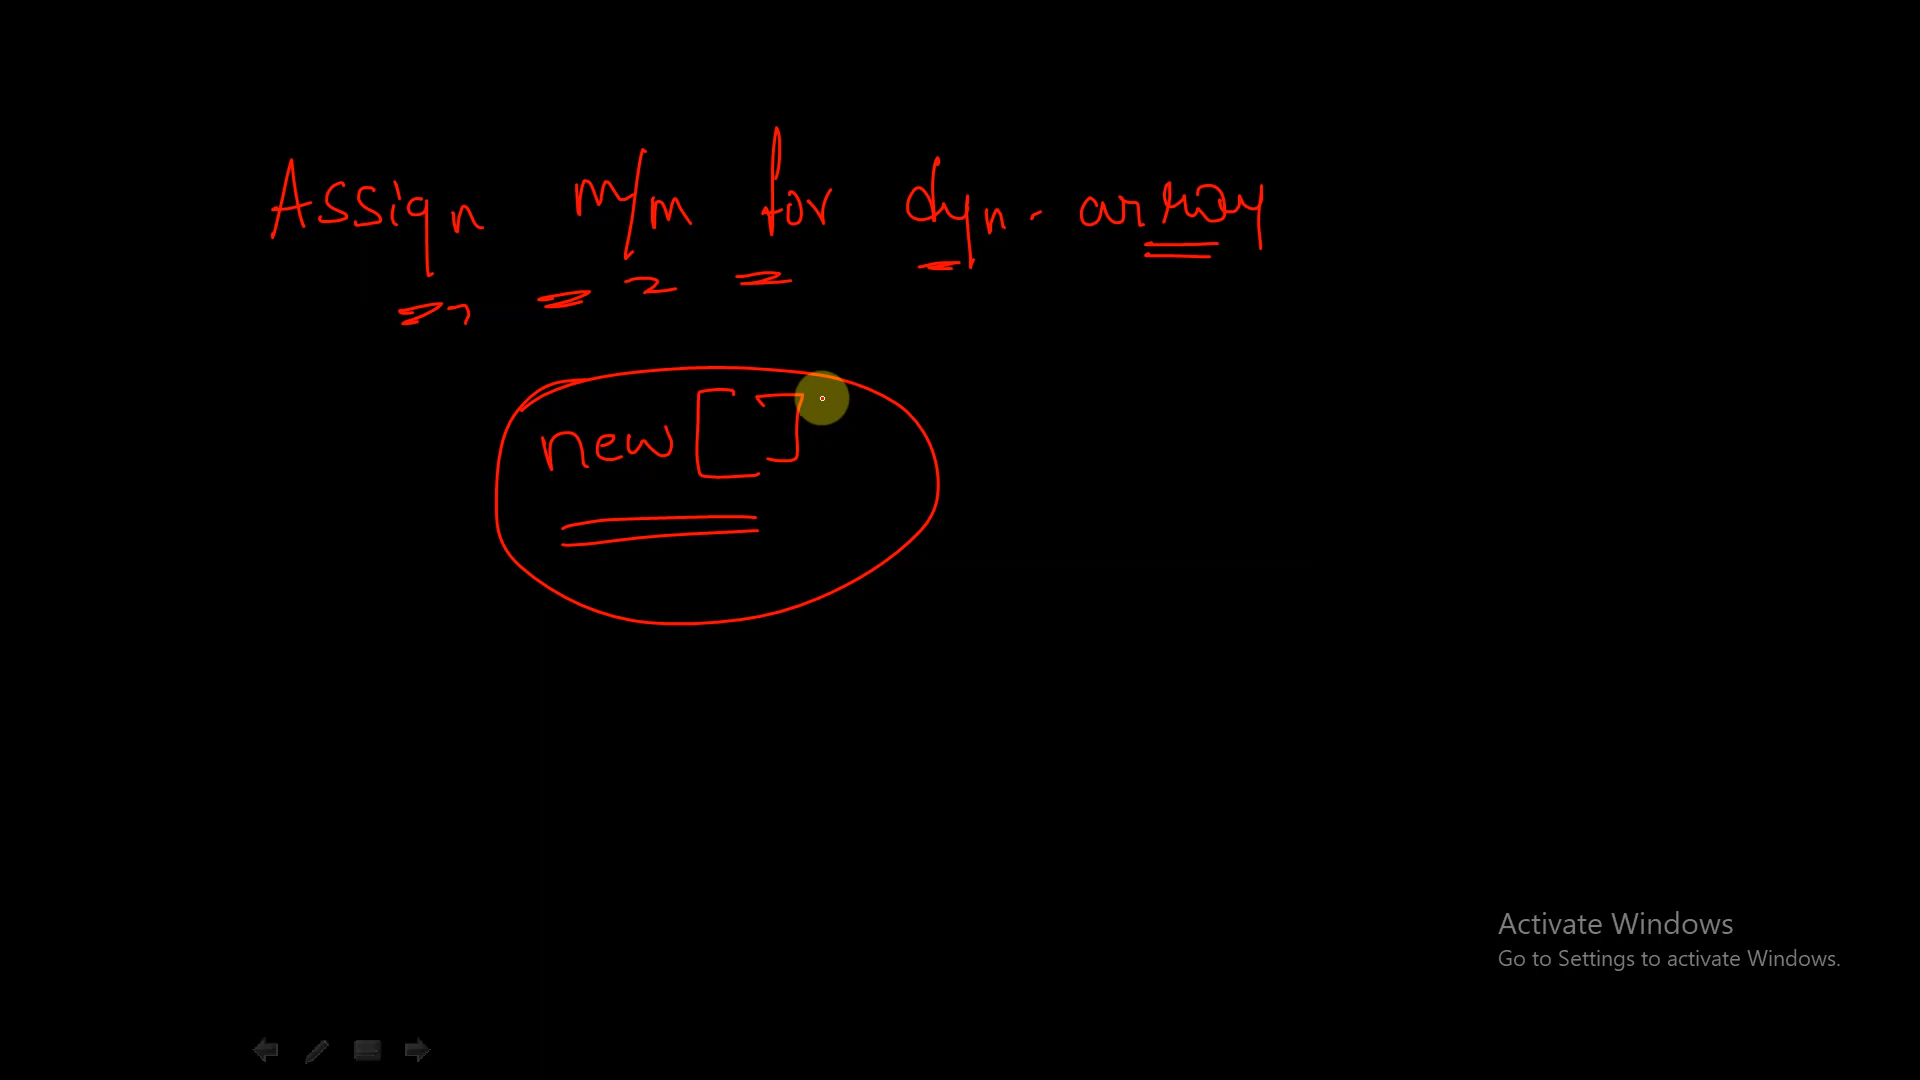 Assign m/m for dyn. array
new[]
Activate Windows
Go to Settings to activate Windows.